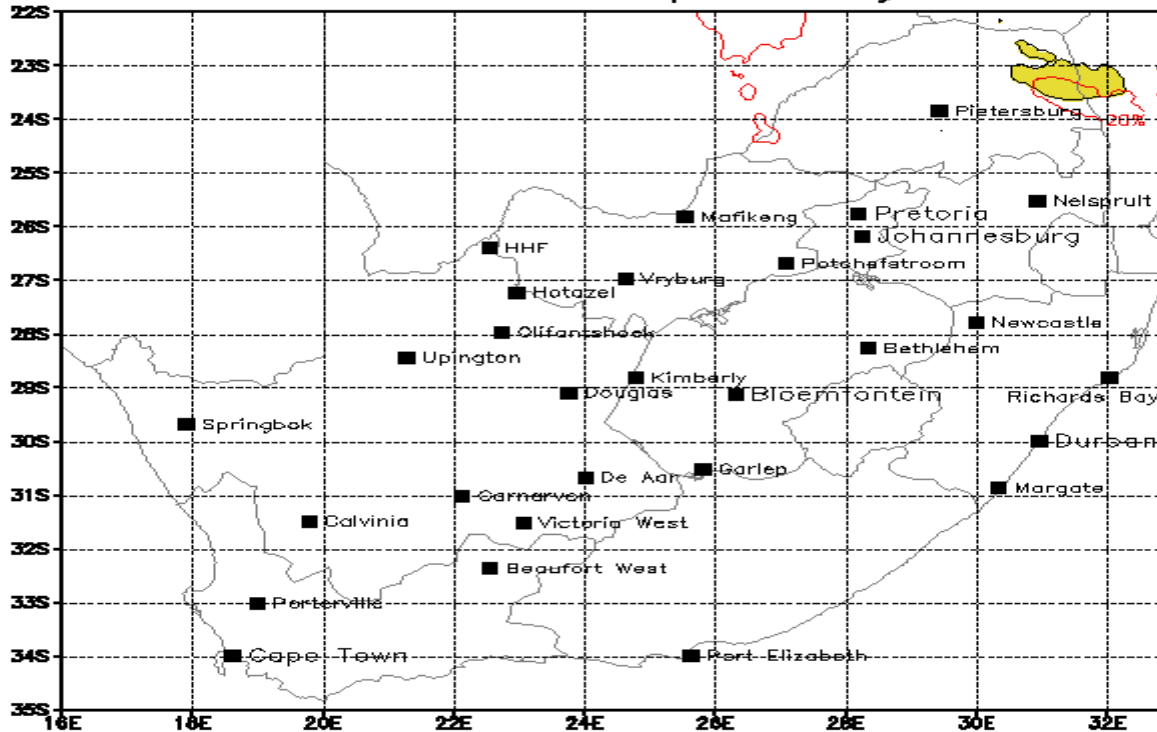 22S
23S
24S
25S
26S
27S
28S
29S
30S
31S
32S
33S
34S
35S
16E 18E 20E 22E 24E 26E 28E 30E 32E
20%
Pietersburg
Nelspruit
Mafikeng
Pretoria
Johannesburg
HHF
Potchefstroom
Vryburg
Hotazel
Newcastle
Olifantshoek
Bethlehem
Upington
Kimberly
Douglas
Bloemfontein
Richards Bay
Springbok
Durban
Gariep
De Aar
Margate
Carnarvon
Calvinia
Victoria West
Beaufort West
Porterville
Cape Town
Port Elizabeth